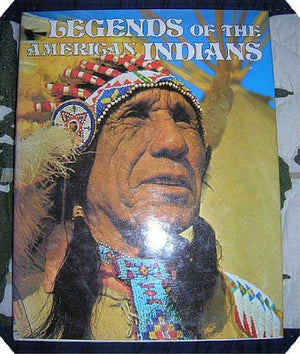 LEGENDS OF THE
AMERICAN INDIANS